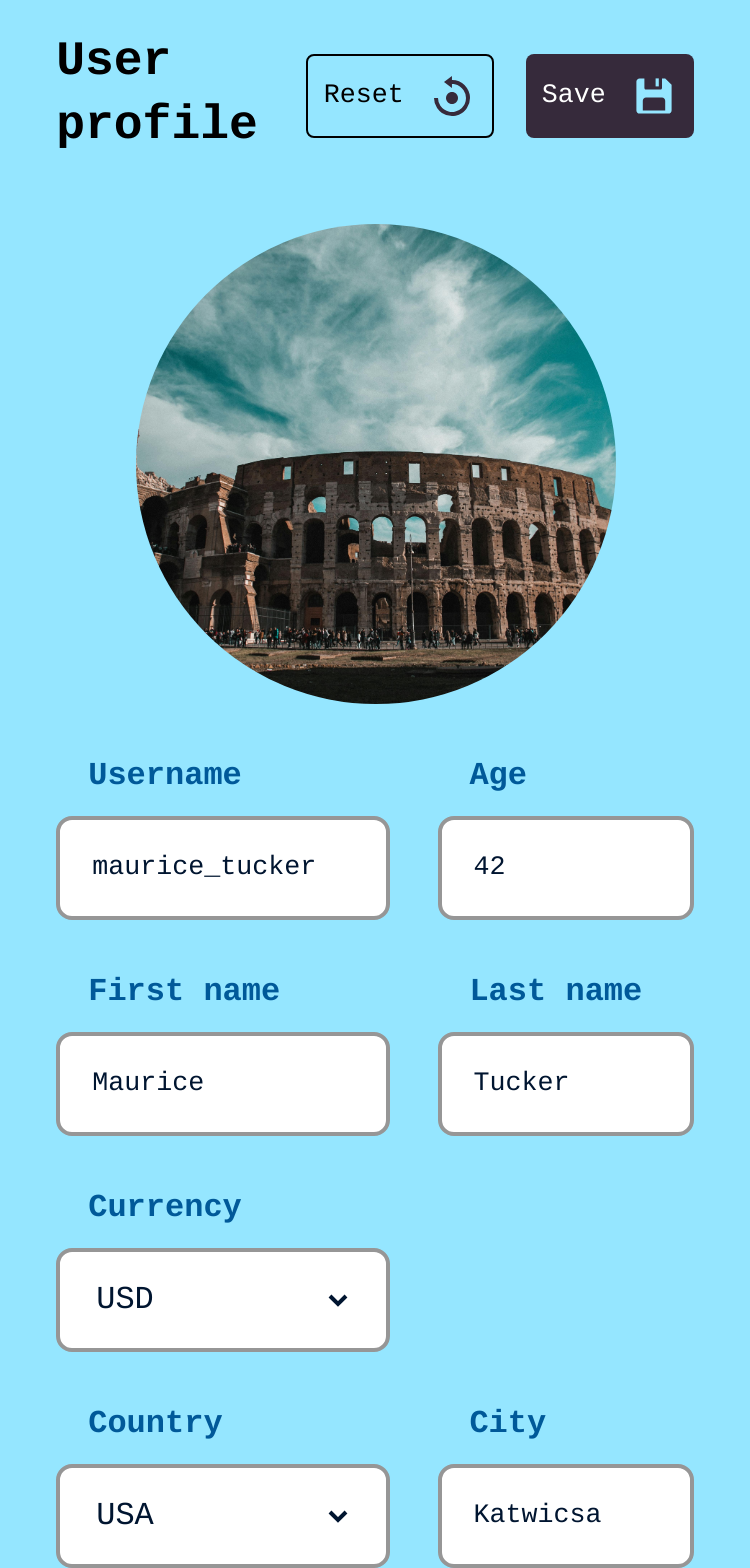 User
profile
Reset
Save
Username
Age
maurice_tucker
42
First name
Last name
Maurice
Tucker
Currency
USD
Country
City
USA
Katwicsa